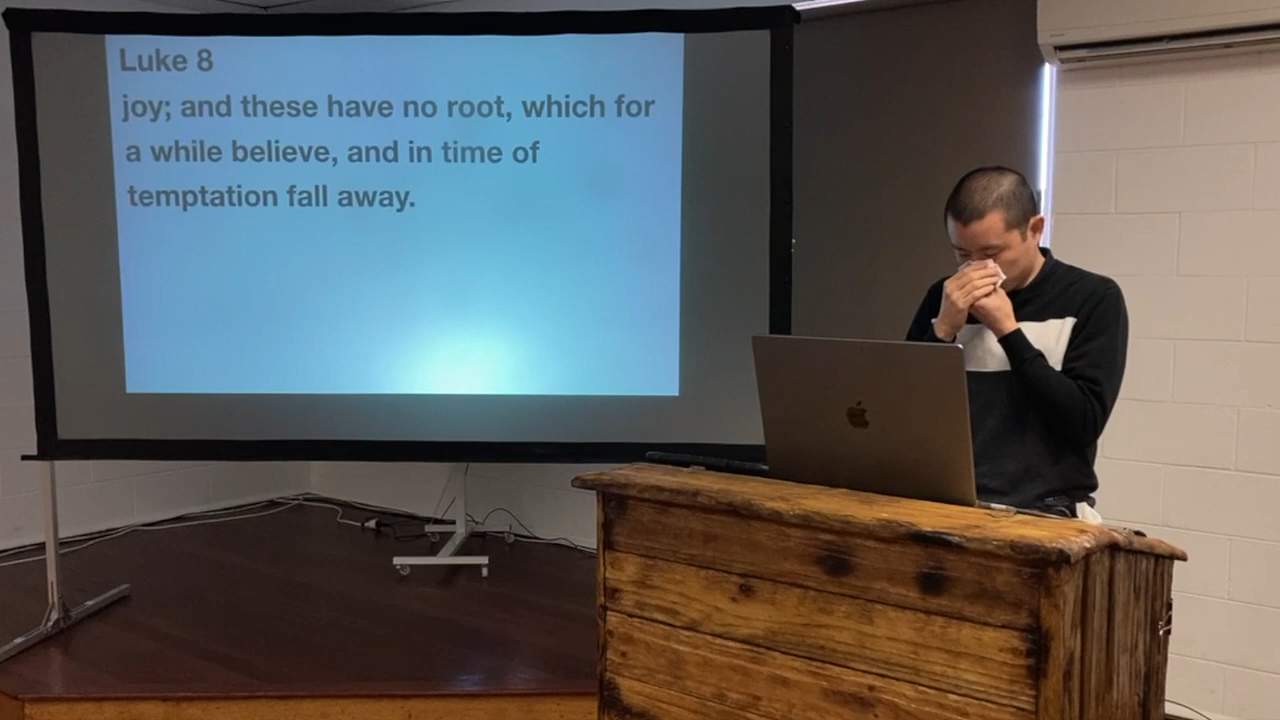 Luke 8
joy; and these have no root, which for
a while believe, and in time of
temptation fall away.